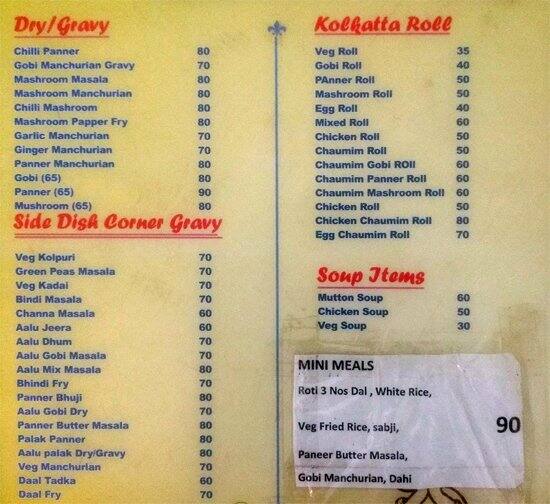 Dry/Gravy
Chilli Panner 80
Gobi Manchurian Gravy 70
Mashroom Masala 80
Mashroom Manchurian 80
Chilli Mashroom 80
Mashroom Papper Fry 80
Garlic Manchurian 70
Ginger Manchurian 70
Panner Manchurian 80
Gobi (65) 80
Panner (65) 90
Mushroom (65) 80
Side Dish Corner Gravy
Veg Kolpuri 70
Green Peas Masala 70
Veg Kadai 70
Bindi Masala 70
Channa Masala 60
Aalu Jeera 60
Aalu Dhum 70
Aalu Gobi Masala 70
Aalu Mix Masala 80
Bhindi Fry 70
Panner Bhuji 80
Aalu Gobi Dry 70
Panner Butter Masala 80
Palak Panner 80
Aalu palak Dry/Gravy 80
Veg Manchurian 70
Daal Tadka 60
Daal Fry 70
Kolkatta Roll
Veg Roll 35
Gobi Roll 40
PAnner Roll 50
Mashroom Roll 50
Egg Roll 40
Mixed Roll 60
Chicken Roll 50
Chaumim Roll 50
Chaumim Gobi ROll 60
Chaumim Panner Roll 60
Chaumim Mashroom Roll 60
Chicken Roll 50
Chicken Chaumim Roll 80
Egg Chaumim Roll 70
Soup Items
Mutton Soup 60
Chicken Soup 50
Veg Soup 30
MINI MEALS
Roti 3 Nos Dal , White Rice,
Veg Fried Rice, sabji, 90
Paneer Butter Masala,
Gobi Manchurian, Dahi